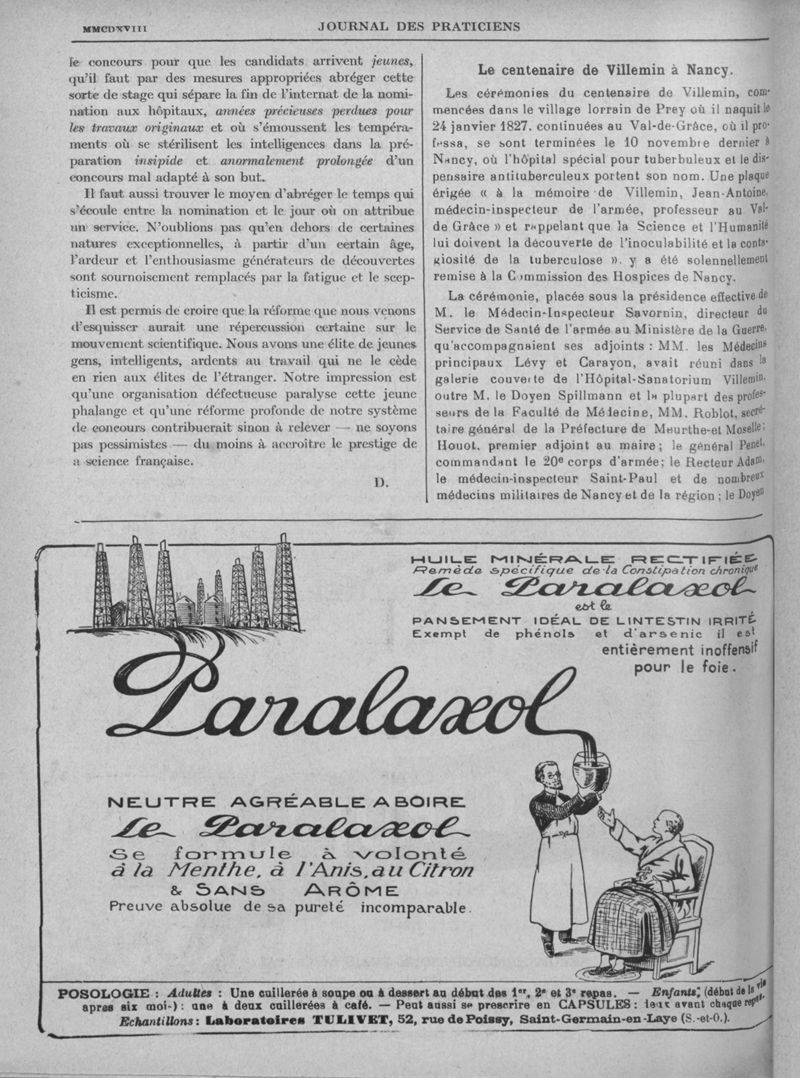 MMCDXVIII
JOURNAL DES PRATICIENS
le concours pour que les candidats arrivent jeunes,
qu'il faut par des mesures appropriées abréger cette
sorte de stage qui sépare la fin de l'internat de la nomi-
nation aux hôpitaux, années précieuses perdues pour
les travaux originaux et où s'émoussent les tempéra-
ments où se stérilisent les intelligences dans la pré-
paration insipide et anormalement prolongée d'un
concours mal adapté à son but.
Il faut aussi trouver le moyen d'abréger le temps qui
s'écoule entre la nomination et le jour où on attribue
un service. N'oublions pas qu'en dehors de certaines
natures exceptionnelles, à partir d'un certain âge,
l'ardeur et l'enthousiasme générateurs de découvertes
sont sournoisement remplacés par la fatigue et le scep-
ticisme.
Il est permis de croire que la réforme que nous venons
d'esquisser aurait une répercussion certaine sur le
mouvement scientifique. Nous avons une élite de jeunes
gens, intelligents, ardents au travail qui ne le cède
en rien aux élites de l'étranger. Notre impression est
qu'une organisation défectueuse paralyse cette jeune
phalange et qu'une réforme profonde de notre système
de concours contribuerait sinon à relever — ne soyons
pas pessimistes — du moins à accroître le prestige de
a science française.
D.
Le centenaire de Villemin à Nancy.
Les cérémonies du centenaire de Villemin, com-
mencées dans le village lorrain de Prey où il naquit le
24 janvier 1827, continuées au Val-de-Grâce, où il pro-
fessa, se sont terminées le 10 novembre dernier à
Nancy, où l'hôpital spécial pour tuberbuleux et le dis-
pensaire antituberculeux portent son nom. Une plaque
érigée « à la mémoire de Villemin, Jean-Antoine,
médecin-inspecteur de l'armée, professeur au Val-
de Grâce » et rappelant que la Science et l'Humanité
lui doivent la découverte de l'inoculabilité et la conta-
giosité de la tuberculose ». y a été solennellement
remise à la Commission des Hospices de Nancy.
La cérémonie, placée sous la présidence effective de
M. le Médecin-Inspecteur Savornin, directeur du
Service de Santé de l'armée au Ministère de la Guerre,
qu'accompagnaient ses adjoints : MM. les Médecins
principaux Lévy et Carayon, avait réuni dans la
galerie couverte de l'Hôpital-Sanatorium Villemin,
outre M. le Doyen Spillmann et la plupart des profes-
seurs de la Faculté de Médecine, MM. Roblot, secré-
taire général de la Préfecture de Meurthe-et Moselle;
Houot, premier adjoint au maire ; le général Penet,
commandant le 20e corps d'armée; le Recteur Adam,
le médecin-inspecteur Saint-Paul et de nombreux
médecins militaires de Nancy et de la région ; le Doyen
HUILE MINÉRALE RECTIFIÉE
Remède spécifique de la Constipation chronique
Le Paralaxol
est le
PANSEMENT IDÉAL DE LINTESTIN IRRITÉ
Exempt de phénols et d'arsenic il est
entièrement inoffensif
pour le foie.
Paralaxol
NEUTRE AGRÉABLE A BOIRE
Le Paralaxol
Se formule à volonté
à la Menthe, à l'Anis, au Citron
& SANS ARÔME
Preuve absolue de sa pureté incomparable.
POSOLOGIE : Adultes : Une cuillerée à soupe ou à dessert au début des 1er, 2e et 3e repas. — Enfants: (début de la vie
apres six moi-) : une à deux cuillerées à café. — Peut aussi se prescrire en CAPSULES : leur avant chaque repas.
Echantillons : Laboratoires TULIVET, 52, rue de Poissy, Saint-Germain-en-Laye (S.-et-O.).